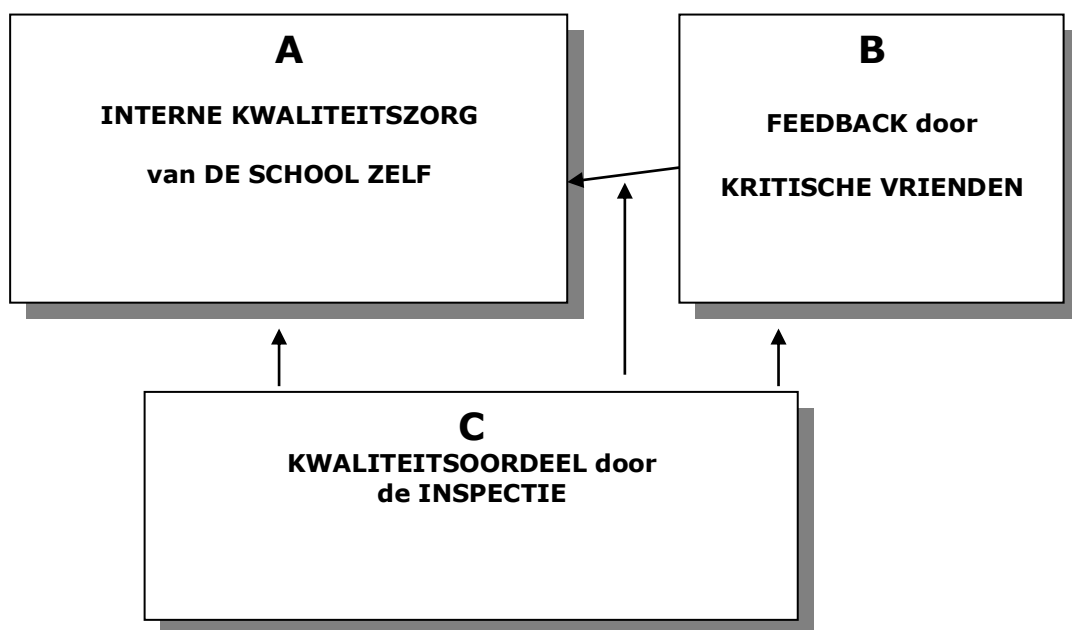 A
INTERNE KWALITEITSZORG
van DE SCHOOL ZELF
B
FEEDBACK door
KRITISCHE VRIENDEN
C
KWALITEITSOORDEEL door
de INSPECTIE